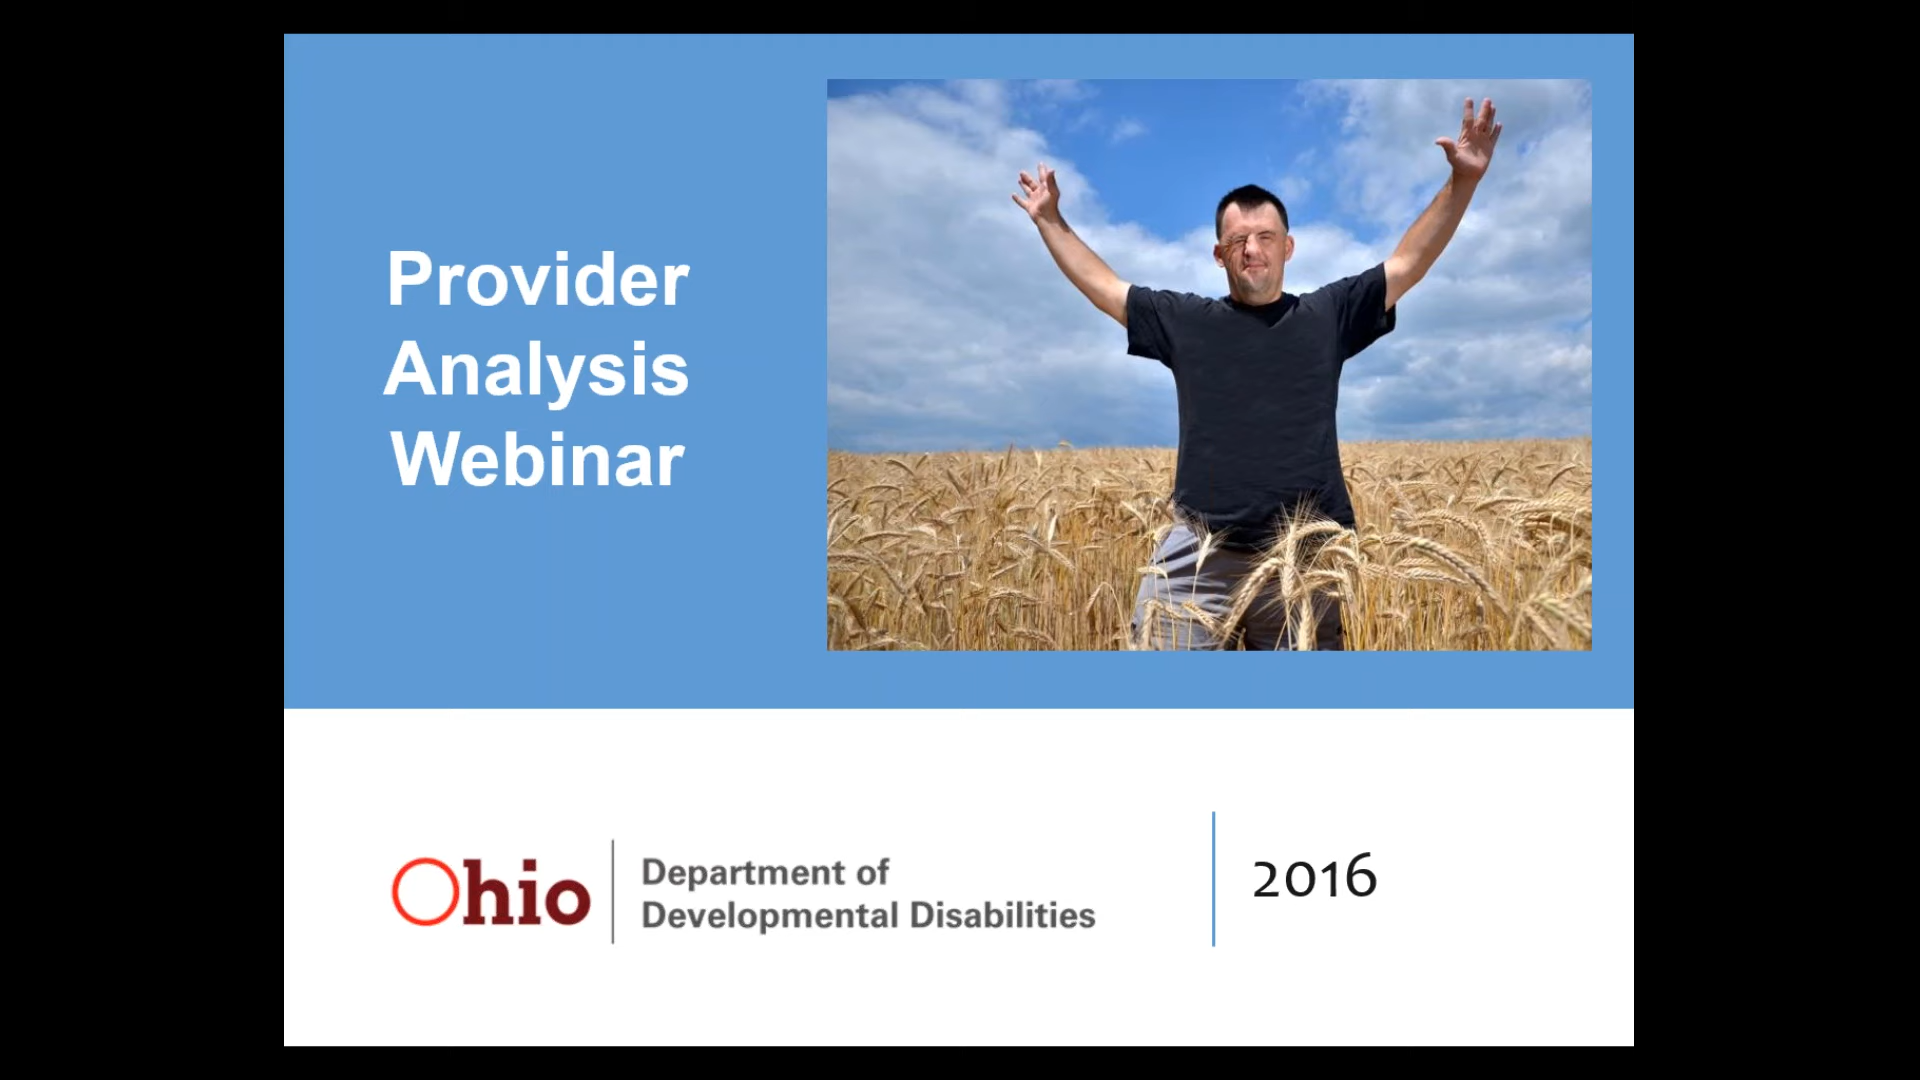 Provider
Analysis
Webinar
Ohio
Department of
Developmental Disabilities
2016